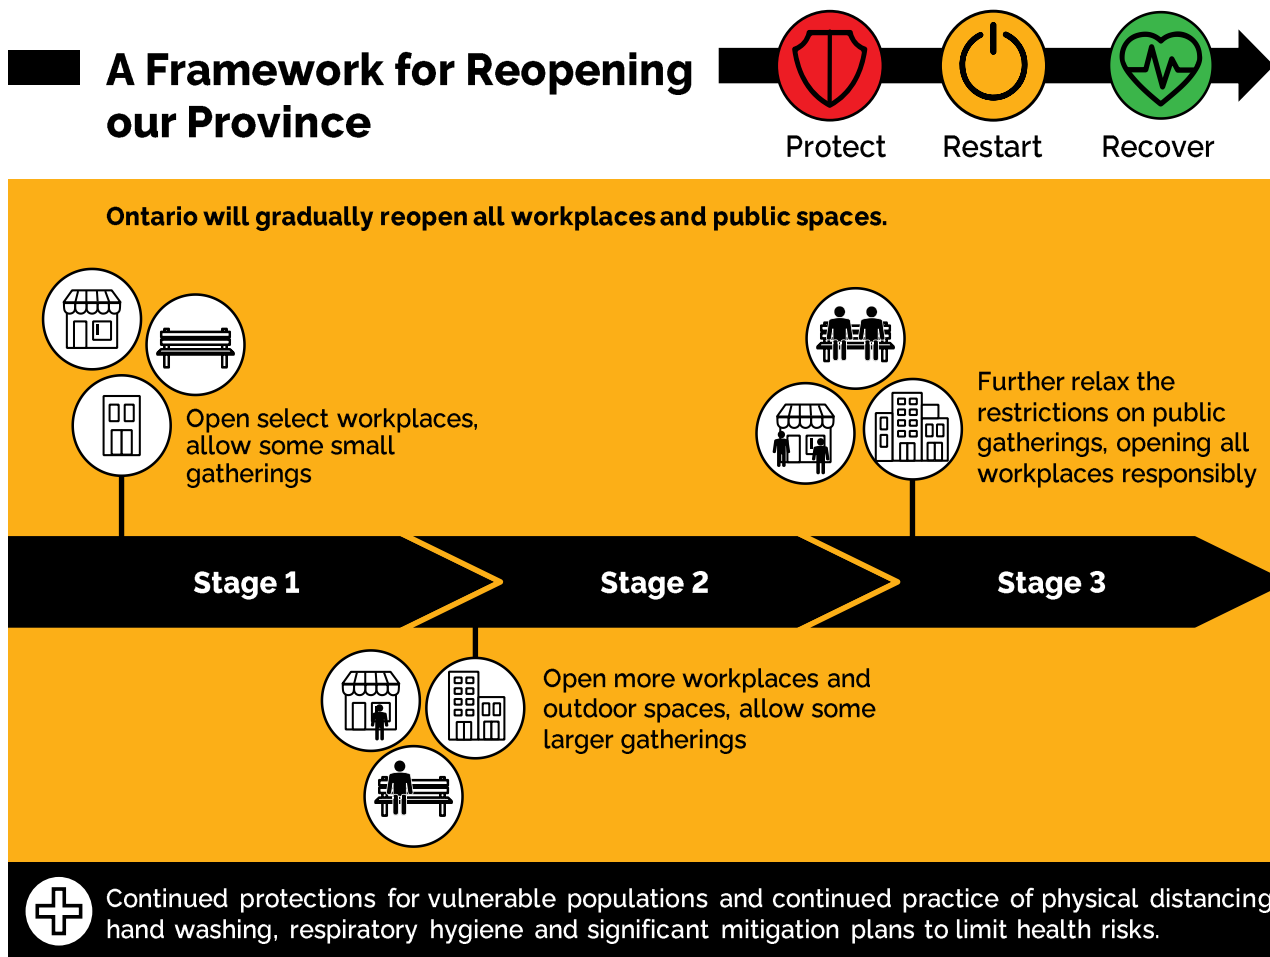 A Framework for Reopening
our Province
Protect
Restart
Recover
Ontario will gradually reopen all workplaces and public spaces.
Open select workplaces,
allow some small
gatherings
Further relax the
restrictions on public
gatherings, opening all
workplaces responsibly
Stage 1
Stage 2
Stage 3
Open more workplaces and
outdoor spaces, allow some
larger gatherings
Continued protections for vulnerable populations and continued practice of physical distancing
hand washing, respiratory hygiene and significant mitigation plans to limit health risks.